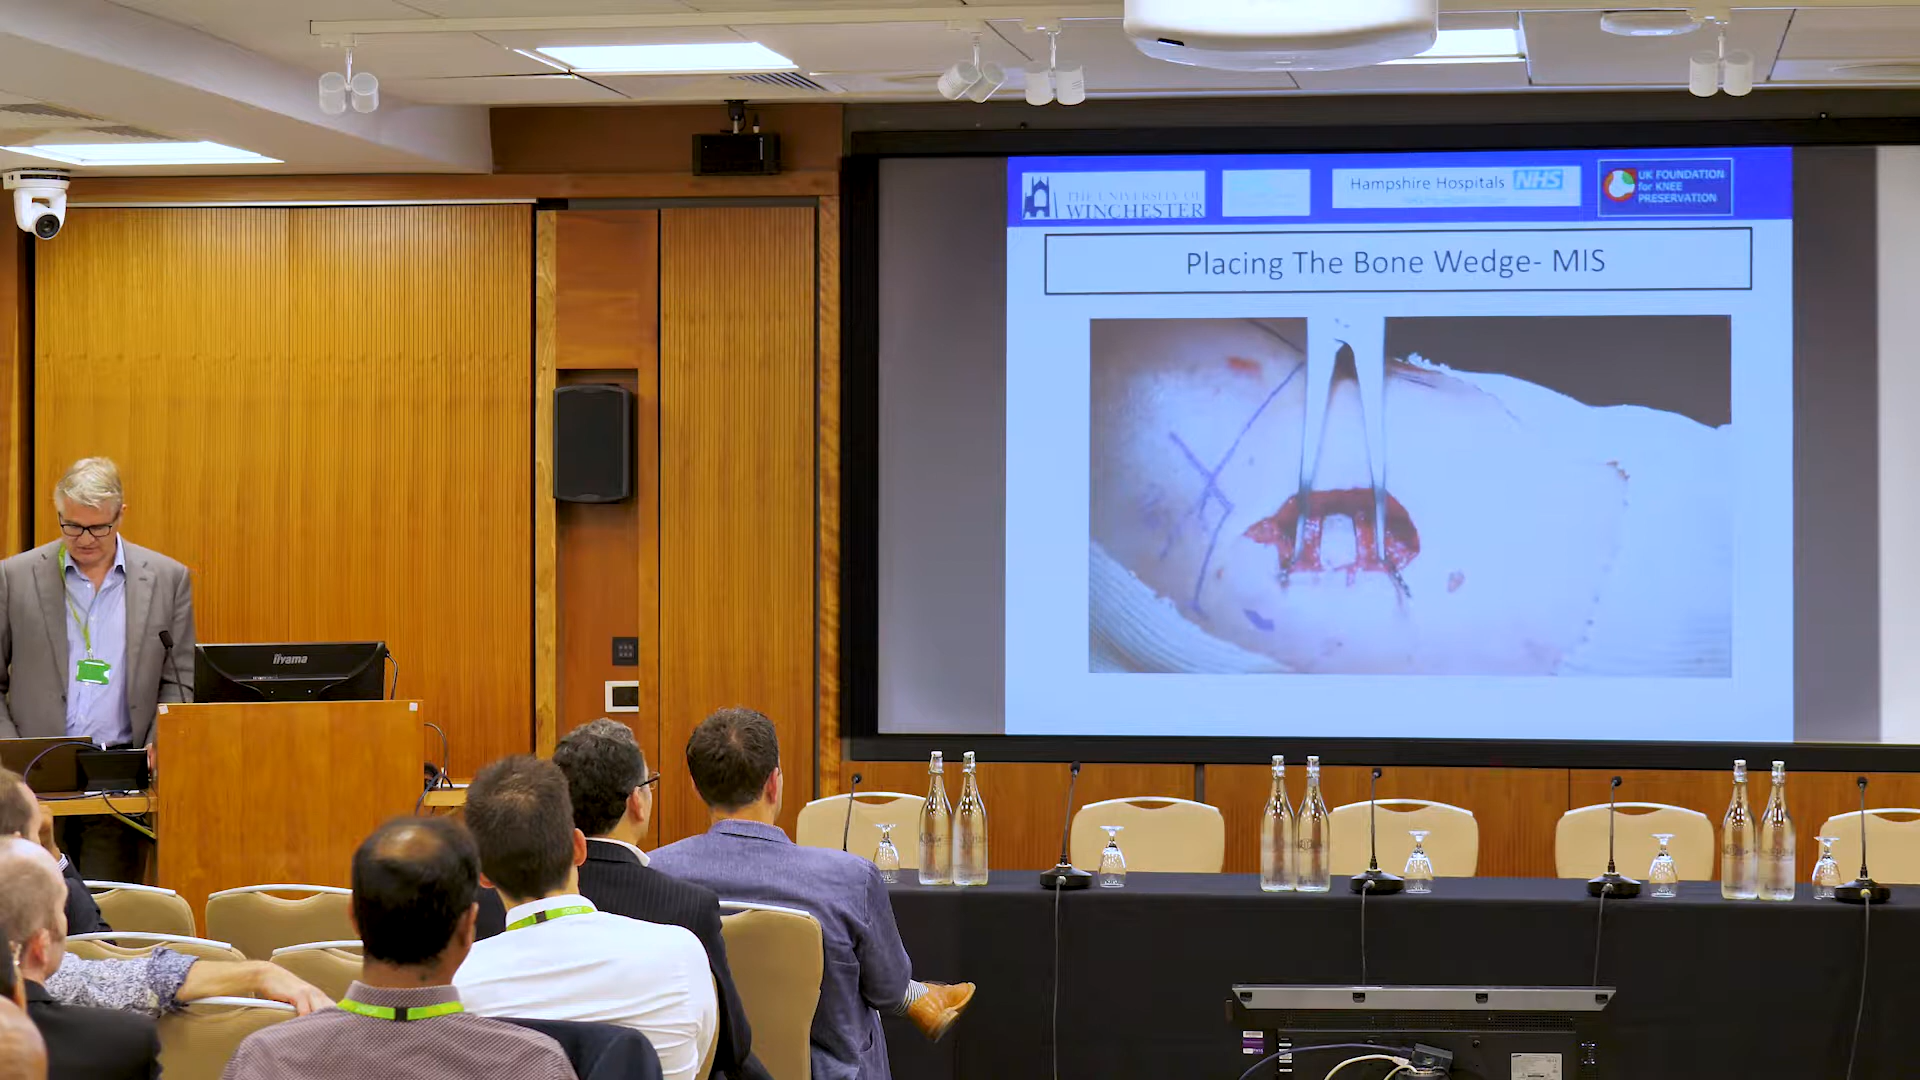 THE UNIVERSITY OF
WINCHESTER
Hampshire Hospitals NHS
UK FOUNDATION
for KNEE
PRESERVATION
Placing The Bone Wedge- MIS
iiyama